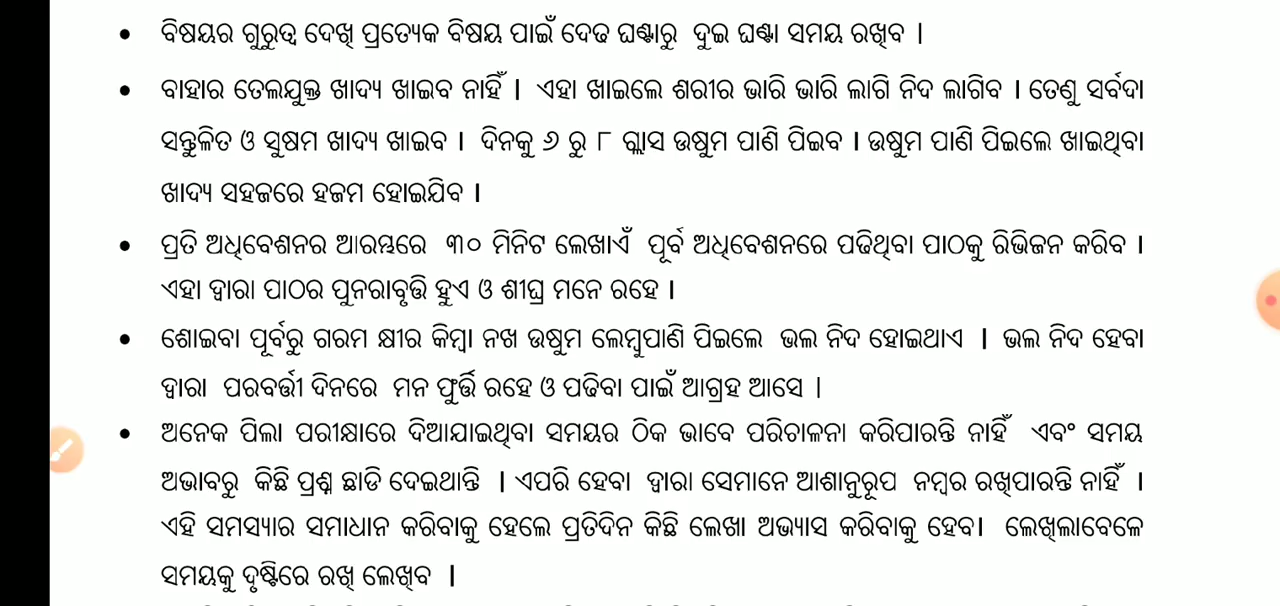 • ବିଷୟର ଗୁରୁତ୍ୱ ଦେଖି ପ୍ରତ୍ୟେକ ବିଷୟ ପାଇଁ ଦେଢ ଘଣ୍ଟାରୁ ଦୁଇ ଘଣ୍ଟା ସମୟ ରଖିବ ।
• ବାହାର ତେଲଯୁକ୍ତ ଖାଦ୍ୟ ଖାଇବ ନାହିଁ । ଏହା ଖାଇଲେ ଶରୀର ଭାରି ଭାରି ଲାଗି ନିଦ ଲାଗିବ । ତେଣୁ ସର୍ବଦା
ସନ୍ତୁଳିତ ଓ ସୁଷମ ଖାଦ୍ୟ ଖାଇବ । ଦିନକୁ ୬ ରୁ ୮ ଗ୍ଲାସ ଉଷୁମ ପାଣି ପିଇବ । ଉଷୁମ ପାଣି ପିଇଲେ ଖାଇଥିବା
ଖାଦ୍ୟ ସହଜରେ ହଜମ ହୋଇଯିବ ।
• ପ୍ରତି ଅଧିବେଶନର ଆରମ୍ଭରେ ୩୦ ମିନିଟ ଲେଖାଏଁ ପୂର୍ବ ଅଧିବେଶନରେ ପଢିଥିବା ପାଠକୁ ରିଭିଜନ କରିବ ।
ଏହା ଦ୍ୱାରା ପାଠର ପୁନରାବୃତ୍ତି ହୁଏ ଓ ଶୀଘ୍ର ମନେ ରହେ ।
• ଶୋଇବା ପୂର୍ବରୁ ଗରମ କ୍ଷୀର କିମ୍ବା ନଖ ଉଷୁମ ଲେମ୍ବୁପାଣି ପିଇଲେ ଭଲ ନିଦ ହୋଇଥାଏ । ଭଲ ନିଦ ହେବା
ଦ୍ୱାରା ପରବର୍ତ୍ତୀ ଦିନରେ ମନ ଫୁର୍ତ୍ତି ରହେ ଓ ପଢିବା ପାଇଁ ଆଗ୍ରହ ଆସେ |
• ଅନେକ ପିଲା ପରୀକ୍ଷାରେ ଦିଆଯାଇଥିବା ସମୟର ଠିକ ଭାବେ ପରିଚାଳନା କରିପାରନ୍ତି ନାହିଁ ଏବଂ ସମୟ
ଅଭାବରୁ କିଛି ପ୍ରଶ୍ନ ଛାଡି ଦେଇଥାନ୍ତି । ଏପରି ହେବା ଦ୍ୱାରା ସେମାନେ ଆଶାନୁରୂପ ନମ୍ବର ରଖିପାରନ୍ତି ନାହିଁ ।
ଏହି ସମସ୍ୟାର ସମାଧାନ କରିବାକୁ ହେଲେ ପ୍ରତିଦିନ କିଛି ଲେଖା ଅଭ୍ୟାସ କରିବାକୁ ହେବ। ଲେଖିଲାବେଳେ
ସମୟକୁ ଦୃଷ୍ଟିରେ ରଖି ଲେଖିବ ।